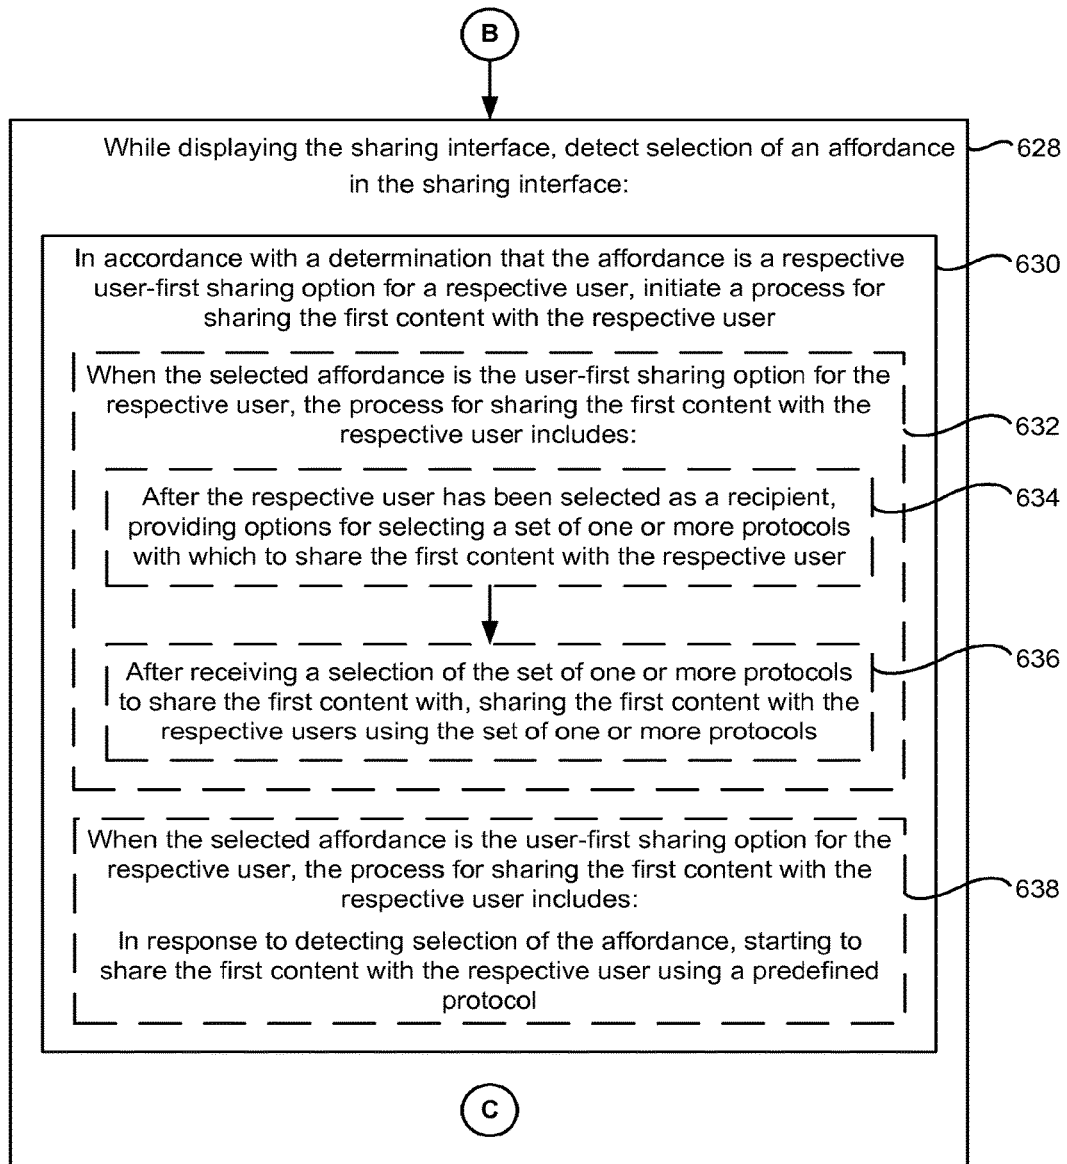 B
While displaying the sharing interface, detect selection of an affordance
in the sharing interface:
628
In accordance with a determination that the affordance is a respective
user-first sharing option for a respective user, initiate a process for
sharing the first content with the respective user
630
When the selected affordance is the user-first sharing option for the
respective user, the process for sharing the first content with the
respective user includes:
632
After the respective user has been selected as a recipient,
providing options for selecting a set of one or more protocols
with which to share the first content with the respective user
634
After receiving a selection of the set of one or more protocols
to share the first content with, sharing the first content with the
respective users using the set of one or more protocols
636
When the selected affordance is the user-first sharing option for the
respective user, the process for sharing the first content with the
respective user includes:
638
In response to detecting selection of the affordance, starting to
share the first content with the respective user using a predefined
protocol
C